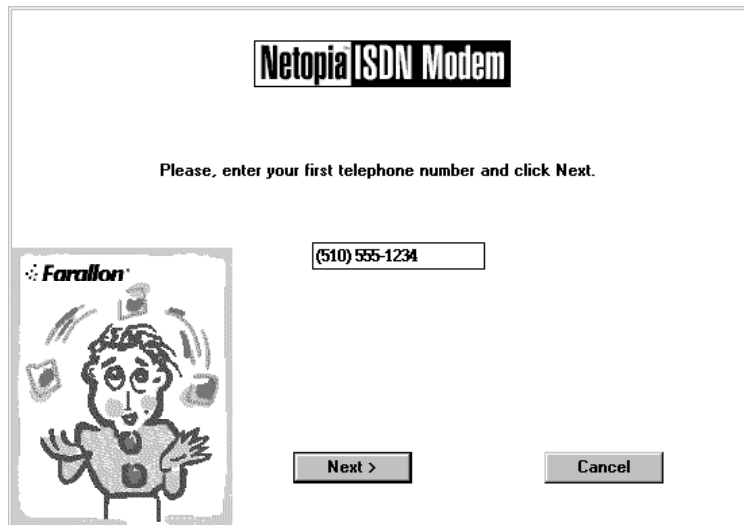 Netopia ISDN Modem
Please, enter your first telephone number and click Next.
(510) 555-1234
Farallon
Next >
Cancel